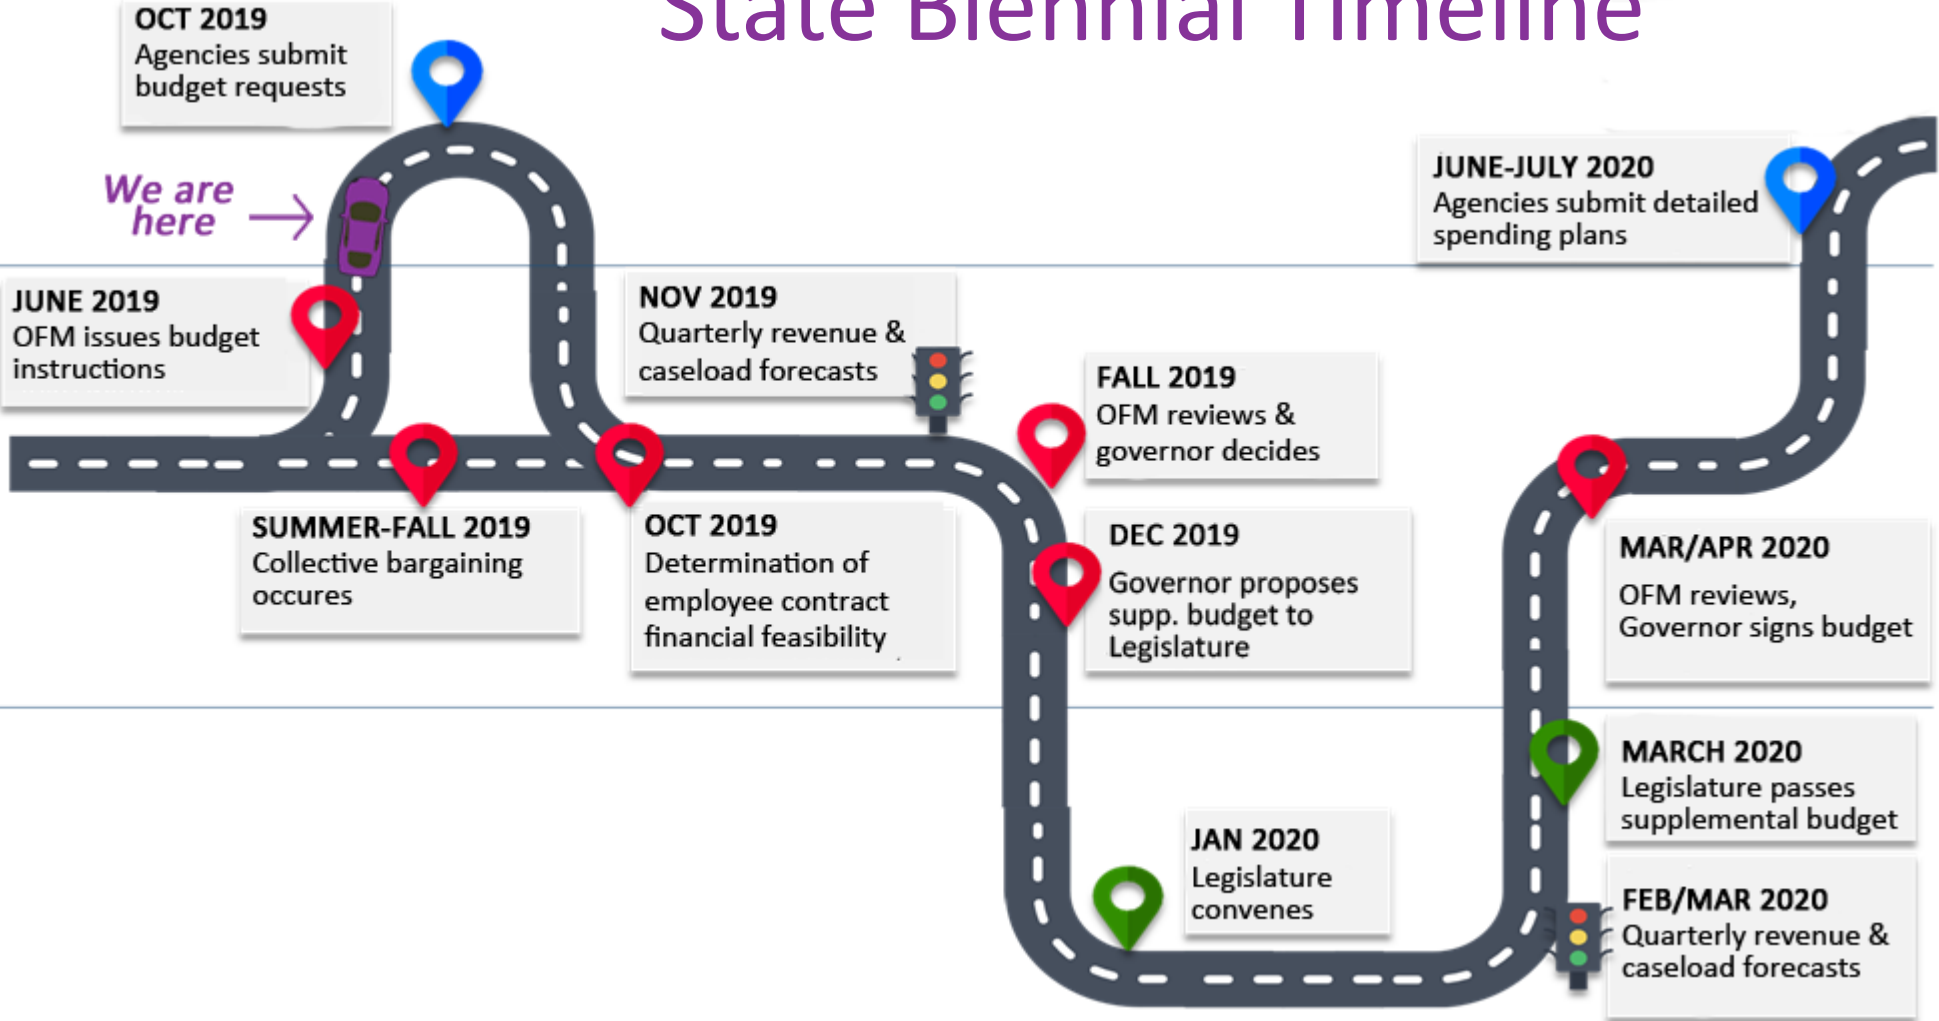 State Biennial Timeline
OCT 2019
Agencies submit
budget requests
We are
here
JUNE 2019
OFM issues budget
instructions
SUMMER-FALL 2019
Collective bargaining
occures
OCT 2019
Determination of
employee contract
financial feasibility
NOV 2019
Quarterly revenue &
caseload forecasts
FALL 2019
OFM reviews &
governor decides
DEC 2019
Governor proposes
supp. budget to
Legislature
JAN 2020
Legislature
convenes
FEB/MAR 2020
Quarterly revenue &
caseload forecasts
MARCH 2020
Legislature passes
supplemental budget
MAR/APR 2020
OFM reviews,
Governor signs budget
JUNE-JULY 2020
Agencies submit detailed
spending plans